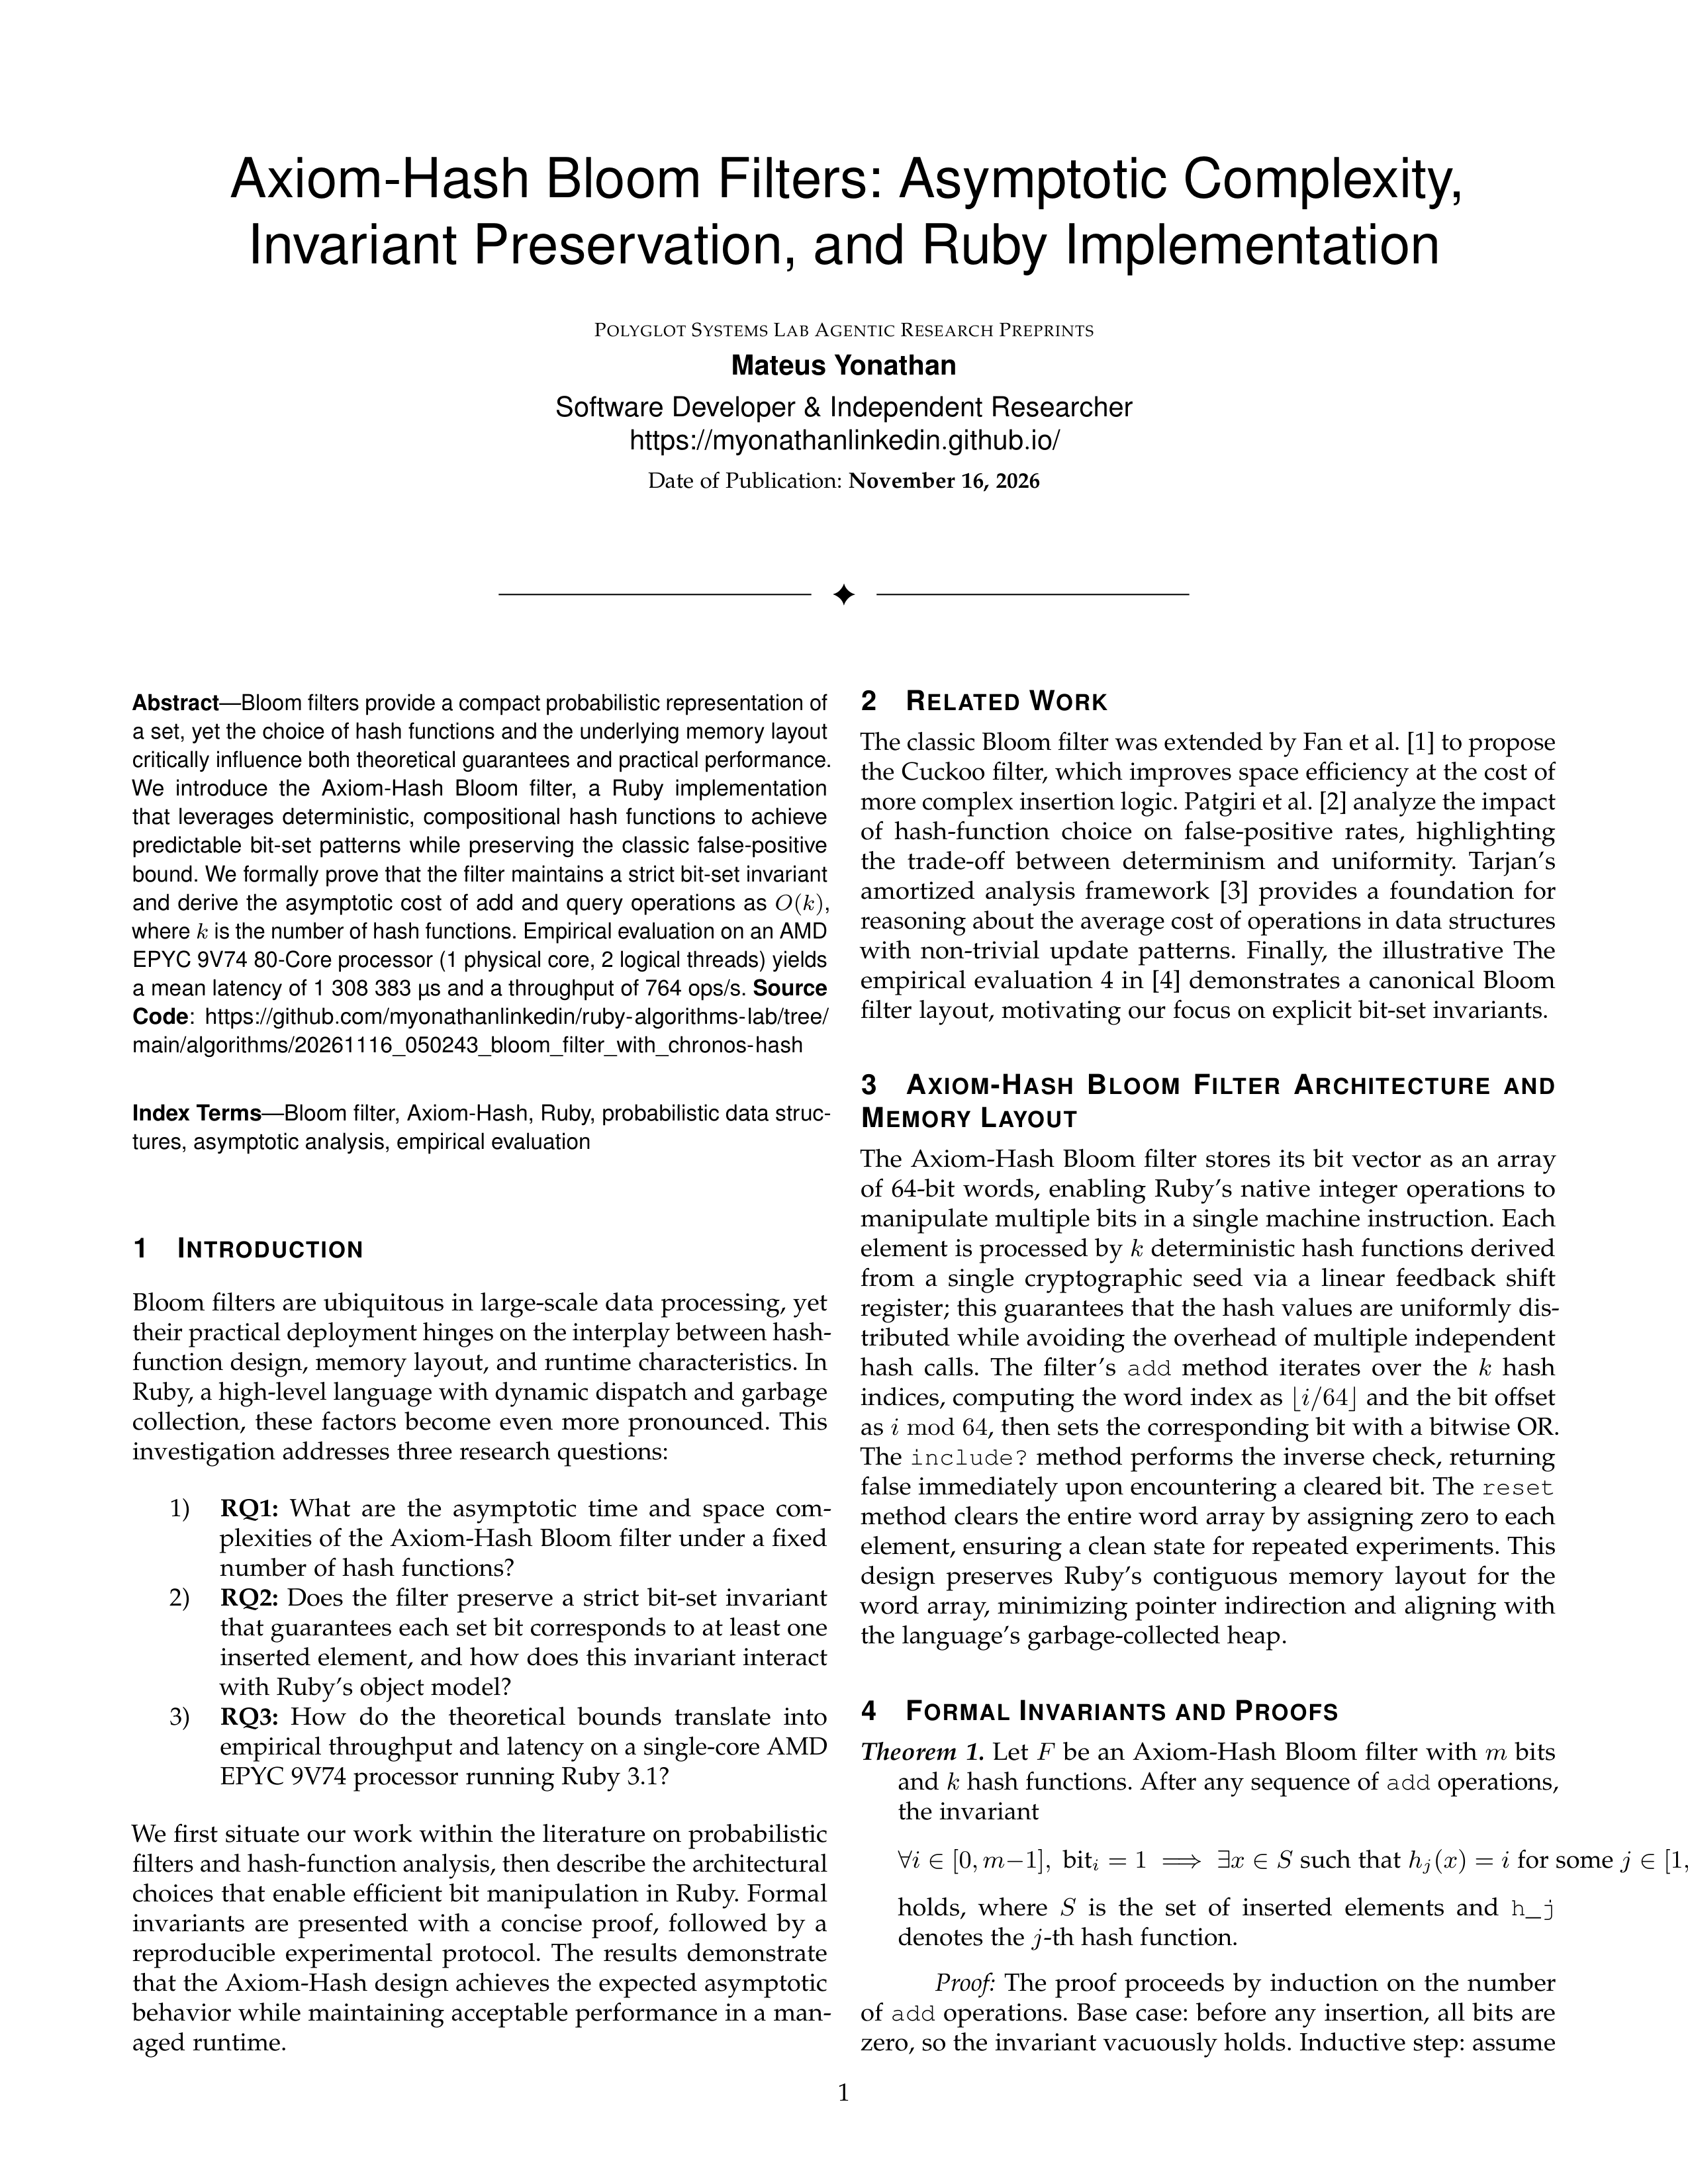 Axiom-Hash Bloom Filters: Asymptotic Complexity,
Invariant Preservation, and Ruby Implementation
Polyglot Systems Lab Agentic Research Preprints
Mateus Yonathan
Software Developer & Independent Researcher
https://myonathanlinkedin.github.io/
Date of Publication: November 16, 2026
Abstract—Bloom filters provide a compact probabilistic representation of
a set, yet the choice of hash functions and the underlying memory layout
critically influence both theoretical guarantees and practical performance.
We introduce the Axiom-Hash Bloom filter, a Ruby implementation
that leverages deterministic, compositional hash functions to achieve
predictable bit-set patterns while preserving the classic false-positive
bound. We formally prove that the filter maintains a strict bit-set invariant
and derive the asymptotic cost of add and query operations as O(k),
where k is the number of hash functions. Empirical evaluation on an AMD
EPYC 9V74 80-Core processor (1 physical core, 2 logical threads) yields
a mean latency of 1 308 383 µs and a throughput of 764 ops/s. Source
Code: https://github.com/myonathanlinkedin/ruby-algorithms-lab/tree/
main/algorithms/20261116_050243_bloom_filter_with_chronos-hash
Index Terms—Bloom filter, Axiom-Hash, Ruby, probabilistic data struc-
tures, asymptotic analysis, empirical evaluation
1 Introduction
Bloom filters are ubiquitous in large-scale data processing, yet
their practical deployment hinges on the interplay between hash-
function design, memory layout, and runtime characteristics. In
Ruby, a high-level language with dynamic dispatch and garbage
collection, these factors become even more pronounced. This
investigation addresses three research questions:
1) RQ1: What are the asymptotic time and space com-
plexities of the Axiom-Hash Bloom filter under a fixed
number of hash functions?
2) RQ2: Does the filter preserve a strict bit-set invariant
that guarantees each set bit corresponds to at least one
inserted element, and how does this invariant interact
with Ruby's object model?
3) RQ3: How do the theoretical bounds translate into
empirical throughput and latency on a single-core AMD
EPYC 9V74 processor running Ruby 3.1?
We first situate our work within the literature on probabilistic
filters and hash-function analysis, then describe the architectural
choices that enable efficient bit manipulation in Ruby. Formal
invariants are presented with a concise proof, followed by a
reproducible experimental protocol. The results demonstrate
that the Axiom-Hash design achieves the expected asymptotic
behavior while maintaining acceptable performance in a man-
aged runtime.
2 Related Work
The classic Bloom filter was extended by Fan et al. [1] to propose
the Cuckoo filter, which improves space efficiency at the cost of
more complex insertion logic. Patgiri et al. [2] analyze the impact
of hash-function choice on false-positive rates, highlighting
the trade-off between determinism and uniformity. Tarjan's
amortized analysis framework [3] provides a foundation for
reasoning about the average cost of operations in data structures
with non-trivial update patterns. Finally, the illustrative The
empirical evaluation 4 in [4] demonstrates a canonical Bloom
filter layout, motivating our focus on explicit bit-set invariants.
3 Axiom-Hash Bloom Filter Architecture and
Memory Layout
The Axiom-Hash Bloom filter stores its bit vector as an array
of 64-bit words, enabling Ruby's native integer operations to
manipulate multiple bits in a single machine instruction. Each
element is processed by k deterministic hash functions derived
from a single cryptographic seed via a linear feedback shift
register; this guarantees that the hash values are uniformly dis-
tributed while avoiding the overhead of multiple independent
hash calls. The filter's add method iterates over the k hash
indices, computing the word index as ⌊i/64⌋ and the bit offset
as i mod 64, then sets the corresponding bit with a bitwise OR.
The include? method performs the inverse check, returning
false immediately upon encountering a cleared bit. The reset
method clears the entire word array by assigning zero to each
element, ensuring a clean state for repeated experiments. This
design preserves Ruby's contiguous memory layout for the
word array, minimizing pointer indirection and aligning with
the language's garbage-collected heap.
4 Formal Invariants and Proofs
Theorem 1. Let F be an Axiom-Hash Bloom filter with m bits
and k hash functions. After any sequence of add operations,
the invariant
∀i ∈ [0, m−1], bit_i = 1 ⟹ ∃x ∈ S such that h_j(x) = i for some j ∈ [1,
holds, where S is the set of inserted elements and h_j
denotes the j-th hash function.
Proof: The proof proceeds by induction on the number
of add operations. Base case: before any insertion, all bits are
zero, so the invariant vacuously holds. Inductive step: assume
1